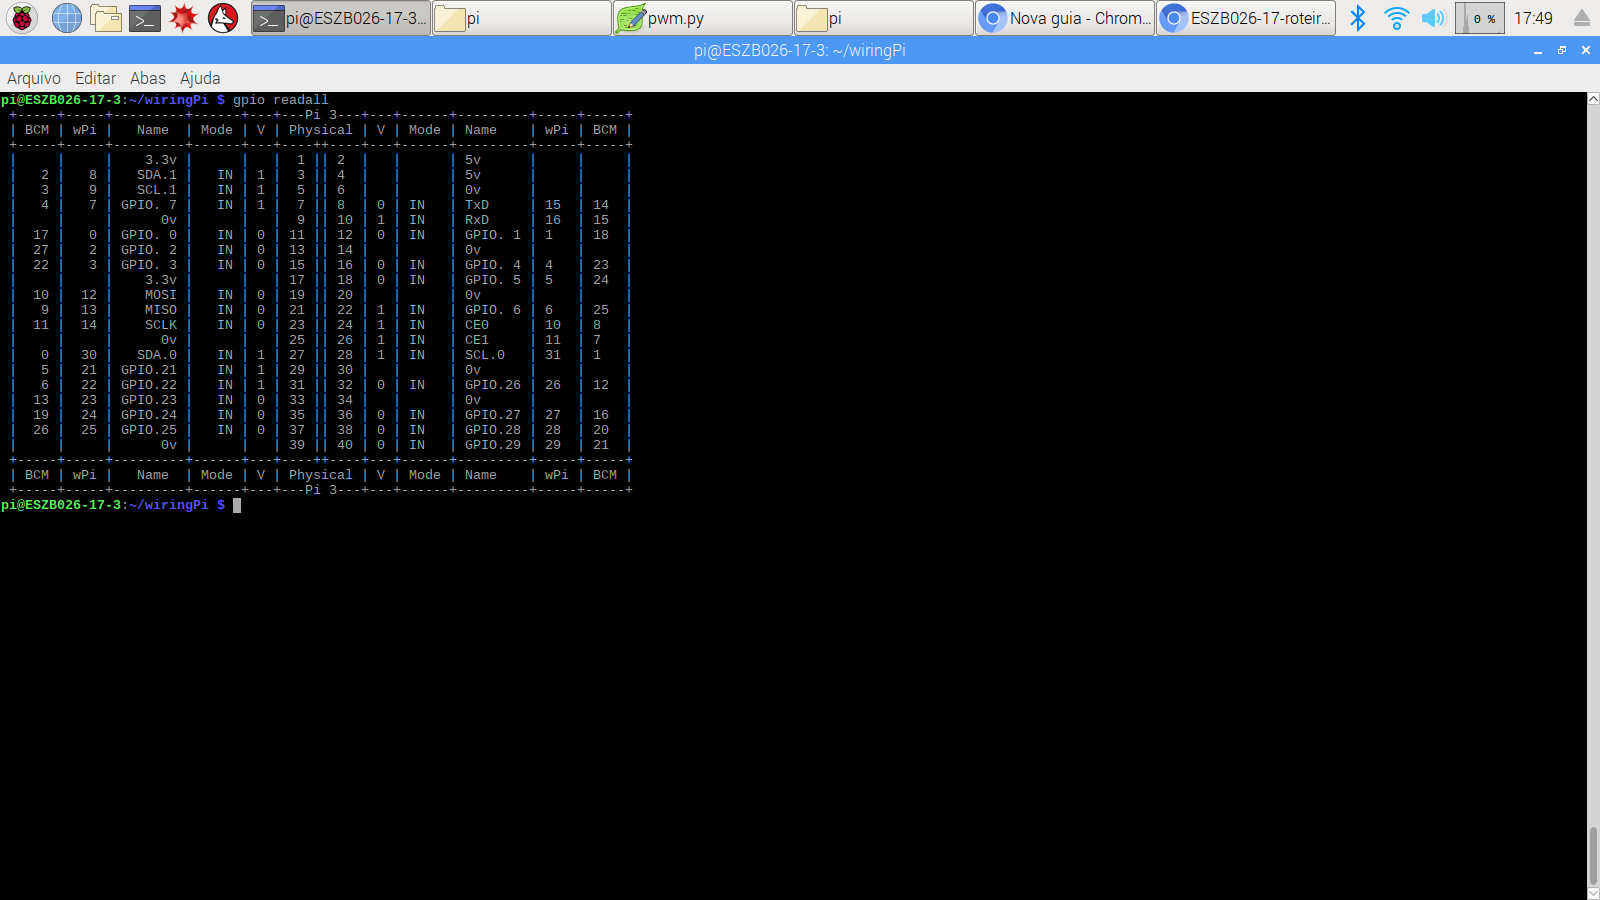 pi@ESZB026-17-3... pi pwm.py pi Nova guia - Chrom... ESZB026-17-roteir... 0 % 17:49
pi@ESZB026-17-3: ~/wiringPi
Arquivo Editar Abas Ajuda
pi@ESZB026-17-3:~/wiringPi $ gpio readall
+-----+-----+---------+------+---+---Pi 3---+---+------+---------+-----+-----+
| BCM | wPi |   Name  | Mode | V | Physical | V | Mode | Name    | wPi | BCM |
+-----+-----+---------+------+---+----++----+---+------+---------+-----+-----+
|     |     |    3.3v |      |   |  1 || 2  |   |      | 5v      |     |     |
|   2 |   8 |   SDA.1 |   IN | 1 |  3 || 4  |   |      | 5v      |     |     |
|   3 |   9 |   SCL.1 |   IN | 1 |  5 || 6  |   |      | 0v      |     |     |
|   4 |   7 | GPIO. 7 |   IN | 1 |  7 || 8  | 0 | IN   | TxD     | 15  | 14  |
|     |     |      0v |      |   |  9 || 10 | 1 | IN   | RxD     | 16  | 15  |
|  17 |   0 | GPIO. 0 |   IN | 0 | 11 || 12 | 0 | IN   | GPIO. 1 | 1   | 18  |
|  27 |   2 | GPIO. 2 |   IN | 0 | 13 || 14 |   |      | 0v      |     |     |
|  22 |   3 | GPIO. 3 |   IN | 0 | 15 || 16 | 0 | IN   | GPIO. 4 | 4   | 23  |
|     |     |    3.3v |      |   | 17 || 18 | 0 | IN   | GPIO. 5 | 5   | 24  |
|  10 |  12 |    MOSI |   IN | 0 | 19 || 20 |   |      | 0v      |     |     |
|   9 |  13 |    MISO |   IN | 0 | 21 || 22 | 1 | IN   | GPIO. 6 | 6   | 25  |
|  11 |  14 |    SCLK |   IN | 0 | 23 || 24 | 1 | IN   | CE0     | 10  | 8   |
|     |     |      0v |      |   | 25 || 26 | 1 | IN   | CE1     | 11  | 7   |
|   0 |  30 |   SDA.0 |   IN | 1 | 27 || 28 | 1 | IN   | SCL.0   | 31  | 1   |
|   5 |  21 | GPIO.21 |   IN | 1 | 29 || 30 |   |      | 0v      |     |     |
|   6 |  22 | GPIO.22 |   IN | 1 | 31 || 32 | 0 | IN   | GPIO.26 | 26  | 12  |
|  13 |  23 | GPIO.23 |   IN | 0 | 33 || 34 |   |      | 0v      |     |     |
|  19 |  24 | GPIO.24 |   IN | 0 | 35 || 36 | 0 | IN   | GPIO.27 | 27  | 16  |
|  26 |  25 | GPIO.25 |   IN | 0 | 37 || 38 | 0 | IN   | GPIO.28 | 28  | 20  |
|     |     |      0v |      |   | 39 || 40 | 0 | IN   | GPIO.29 | 29  | 21  |
+-----+-----+---------+------+---+----++----+---+------+---------+-----+-----+
| BCM | wPi |   Name  | Mode | V | Physical | V | Mode | Name    | wPi | BCM |
+-----+-----+---------+------+---+---Pi 3---+---+------+---------+-----+-----+
pi@ESZB026-17-3:~/wiringPi $